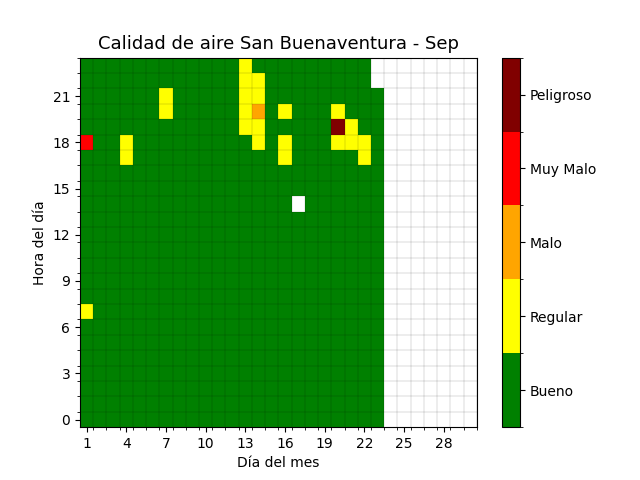 Calidad de aire San Buenaventura - Sep
Hora del día
21
18
15
12
9
6
3
0
1 4 7 10 13 16 19 22 25 28
Día del mes
Peligroso
Muy Malo
Malo
Regular
Bueno